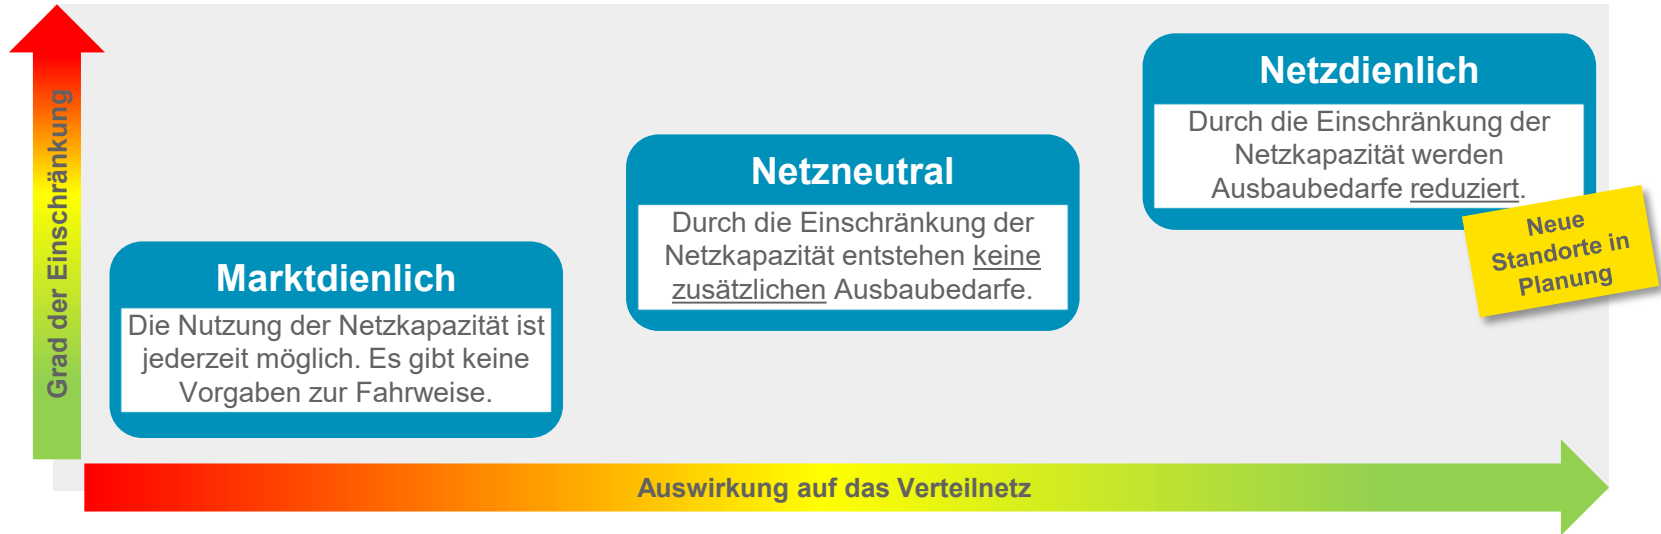 Grad der Einschränkung
Marktdienlich
Die Nutzung der Netzkapazität ist
jederzeit möglich. Es gibt keine
Vorgaben zur Fahrweise.
Netzneutral
Durch die Einschränkung der
Netzkapazität entstehen keine
zusätzlichen Ausbaubedarfe.
Netzdienlich
Durch die Einschränkung der
Netzkapazität werden
Ausbaubedarfe reduziert.
Neue
Standorte in
Planung
Auswirkung auf das Verteilnetz